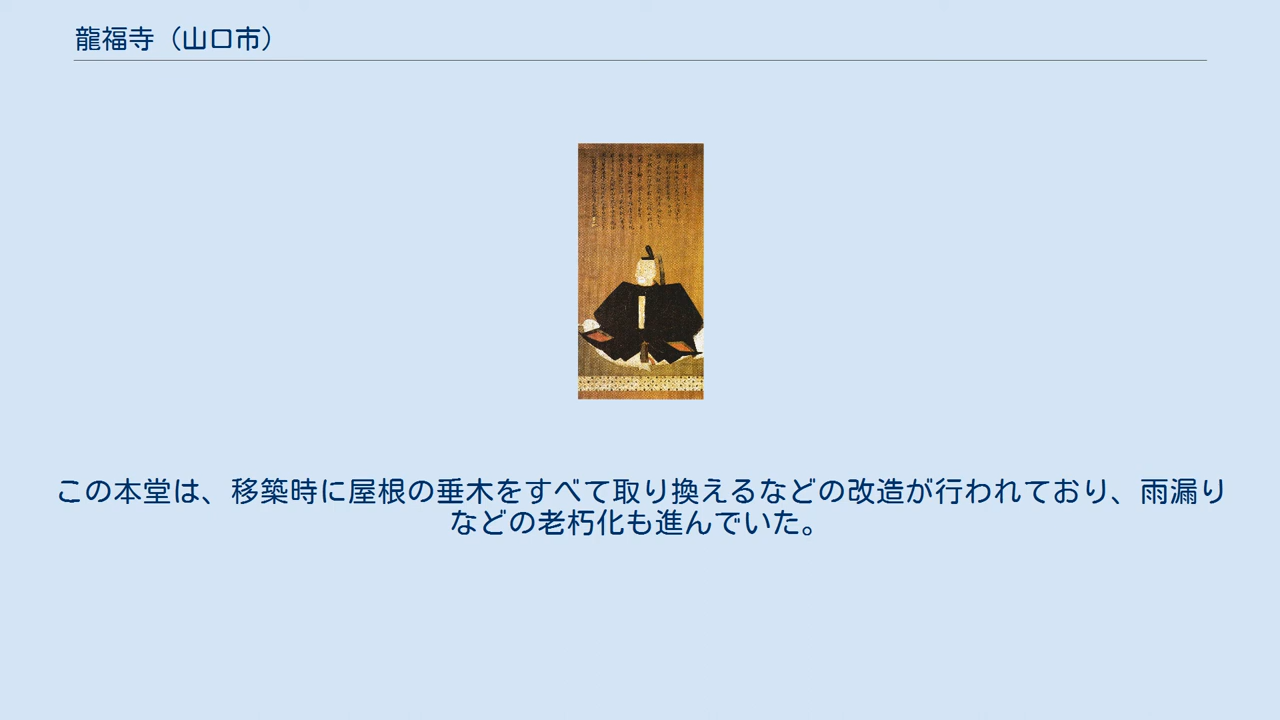 龍福寺（山口市）
この本堂は、移築時に屋根の垂木をすべて取り換えるなどの改造が行われており、雨漏り
などの老朽化も進んでいた。